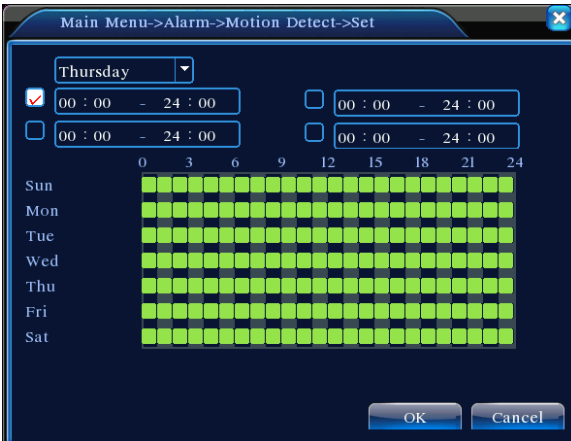 Main Menu->Alarm->Motion Detect->Set
Thursday
00 : 00 - 24 : 00 00 : 00 - 24 : 00
00 : 00 - 24 : 00 00 : 00 - 24 : 00
0 3 6 9 12 15 18 21 24
Sun
Mon
Tue
Wed
Thu
Fri
Sat
OK Cancel